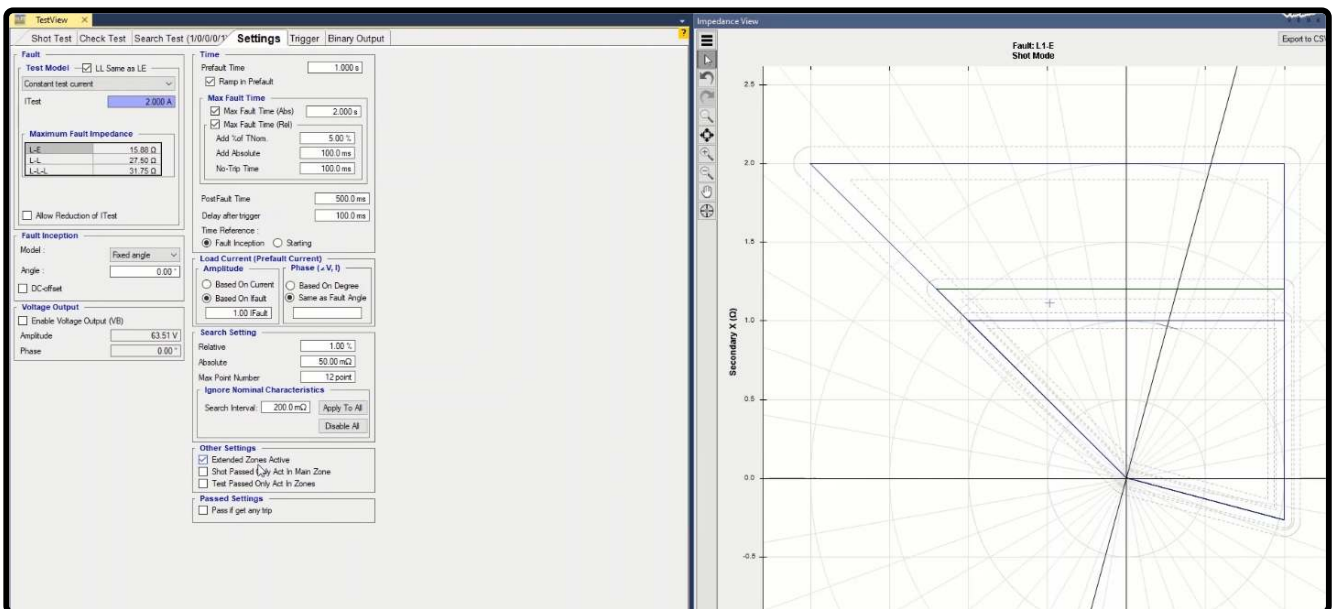 TestView
Impedance View
Shot Test Check Test Search Test (1/0/0/0/1) Settings Trigger Binary Output
?
Fault
Test Model LL Same as LE
Constant test current
ITest 2.000 A
Maximum Fault Impedance
L-E 15.88 Ω
L-L 27.50 Ω
L-L-L 31.75 Ω
Allow Reduction of ITest
Fault Inception
Model : Fixed angle
Angle : 0.00 °
DC-offset
Voltage Output
Enable Voltage Output (VB)
Amplitude 63.51 V
Phase 0.00 °
Time
Prefault Time 1.000 s
Ramp in Prefault
Max Fault Time
Max Fault Time (Abs) 2.000 s
Max Fault Time (Rel)
Add %of TNom. 5.00 %
Add Absolute 100.0 ms
No-Trip Time 100.0 ms
PostFault Time 500.0 ms
Delay after trigger 100.0 ms
Time Reference :
Fault Inception Starting
Load Current (Prefault Current)
Amplitude
Based On Current
Based On Ifault
1.00 IFault
Phase (∠V, I)
Based On Degree
Same as Fault Angle
Search Setting
Relative 1.00 %
Absolute 50.00 mΩ
Max Point Number 12 point
Ignore Nominal Characteristics
Search Interval: 200.0 mΩ Apply To All
Disable All
Other Settings
Extended Zones Active
Shot Passed Only Act In Main Zone
Test Passed Only Act In Zones
Passed Settings
Pass if get any trip
Export to CSV
Fault: L1-E
Shot Mode
Secondary X (Ω)
2.5
2.0
1.5
1.0
0.5
0.0
-0.5